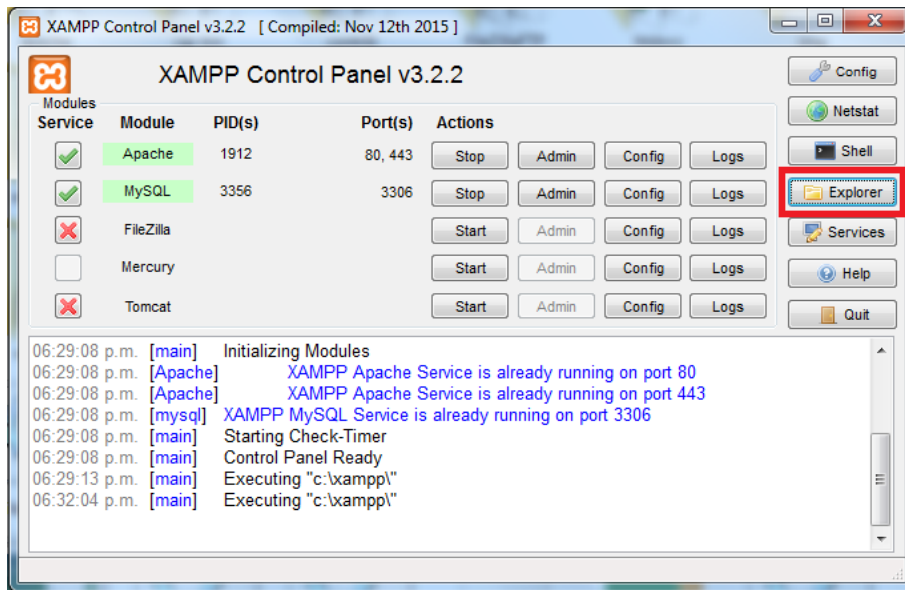 XAMPP Control Panel v3.2.2 [ Compiled: Nov 12th 2015 ]
XAMPP Control Panel v3.2.2
Config
Modules
Netstat
Service Module PID(s) Port(s) Actions
Apache 1912 80, 443 Stop Admin Config Logs
Shell
MySQL 3356 3306 Stop Admin Config Logs
Explorer
FileZilla Start Admin Config Logs
Services
Mercury Start Admin Config Logs
Help
Tomcat Start Admin Config Logs
Quit
06:29:08 p.m. [main] Initializing Modules
06:29:08 p.m. [Apache] XAMPP Apache Service is already running on port 80
06:29:08 p.m. [Apache] XAMPP Apache Service is already running on port 443
06:29:08 p.m. [mysql] XAMPP MySQL Service is already running on port 3306
06:29:08 p.m. [main] Starting Check-Timer
06:29:08 p.m. [main] Control Panel Ready
06:29:13 p.m. [main] Executing "c:\xampp\"
06:32:04 p.m. [main] Executing "c:\xampp\"